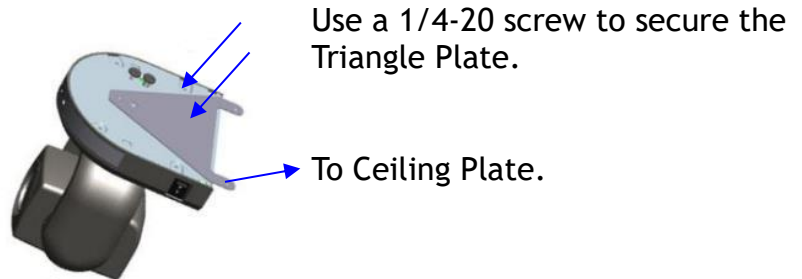 Use a 1/4-20 screw to secure the
Triangle Plate.
To Ceiling Plate.